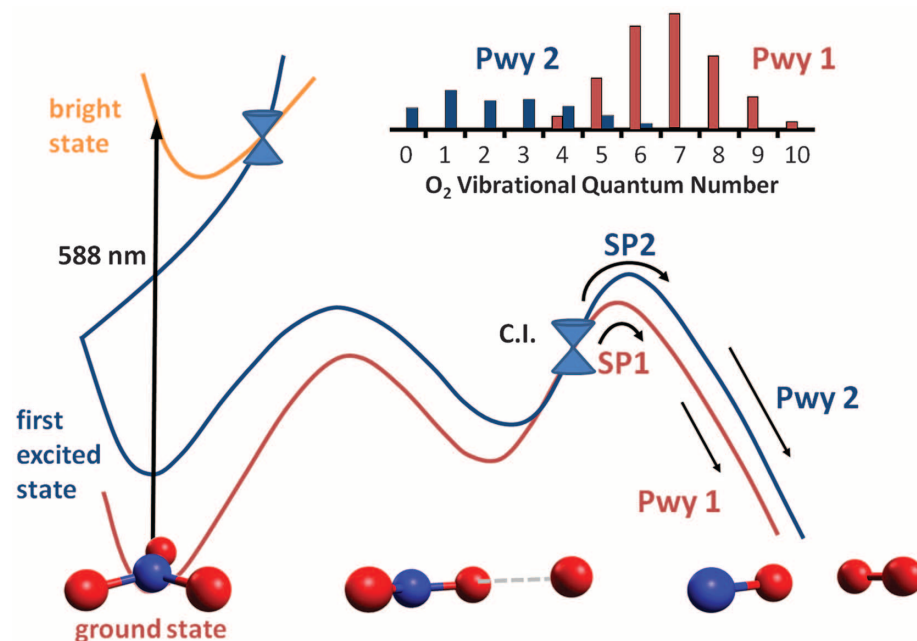 Pwy 2
Pwy 1
0 1 2 3 4 5 6 7 8 9 10
O₂ Vibrational Quantum Number
bright
state
588 nm
SP2
C.I.
SP1
Pwy 2
first
excited
state
Pwy 1
ground state